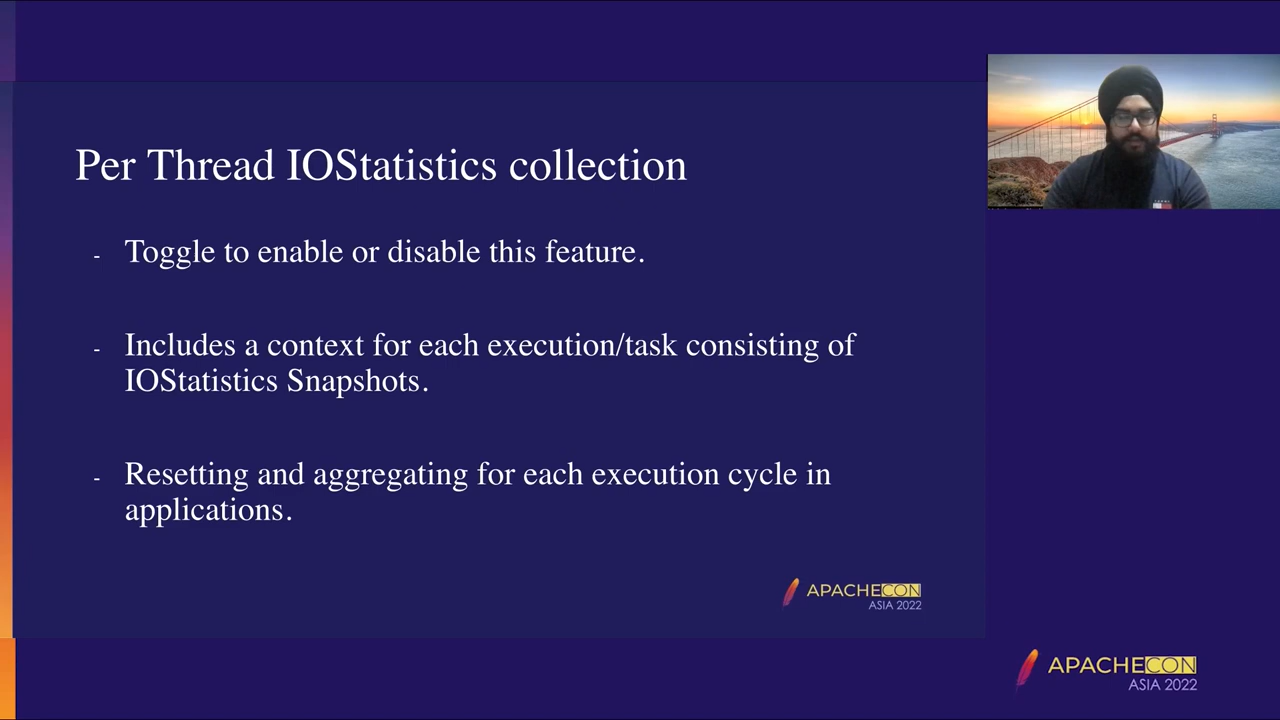 Per Thread IOStatistics collection
- Toggle to enable or disable this feature.
- Includes a context for each execution/task consisting of
IOStatistics Snapshots.
- Resetting and aggregating for each execution cycle in
applications.
APACHECON
ASIA 2022
APACHECON
ASIA 2022